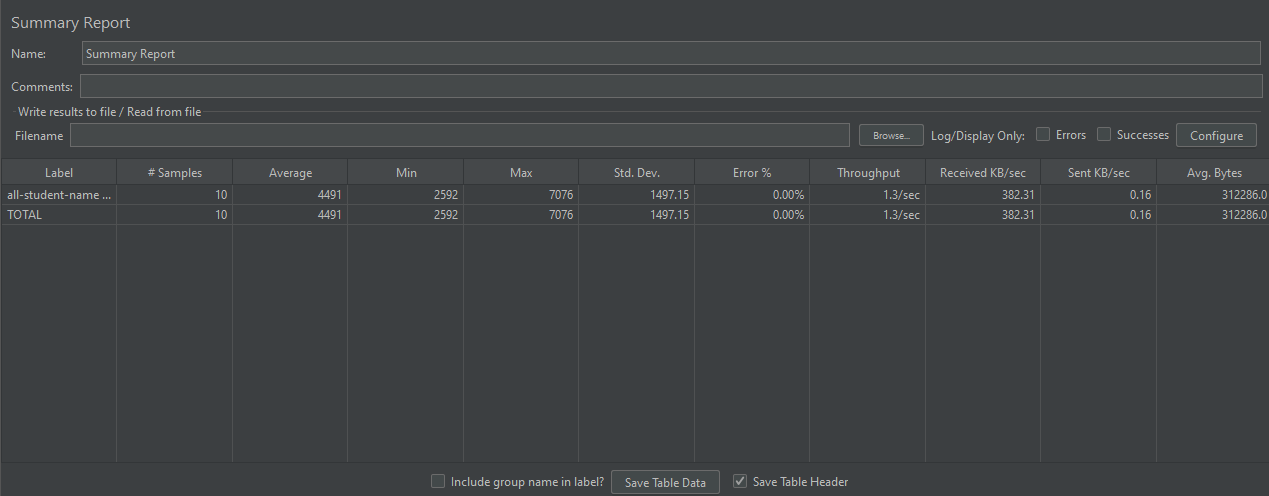 Summary Report
Name: Summary Report
Comments:
Write results to file / Read from file
Filename Browse... Log/Display Only: Errors Successes Configure
Label # Samples Average Min Max Std. Dev. Error % Throughput Received KB/sec Sent KB/sec Avg. Bytes
all-student-name ... 10 4491 2592 7076 1497.15 0.00% 1.3/sec 382.31 0.16 312286.0
TOTAL 10 4491 2592 7076 1497.15 0.00% 1.3/sec 382.31 0.16 312286.0
Include group name in label? Save Table Data Save Table Header